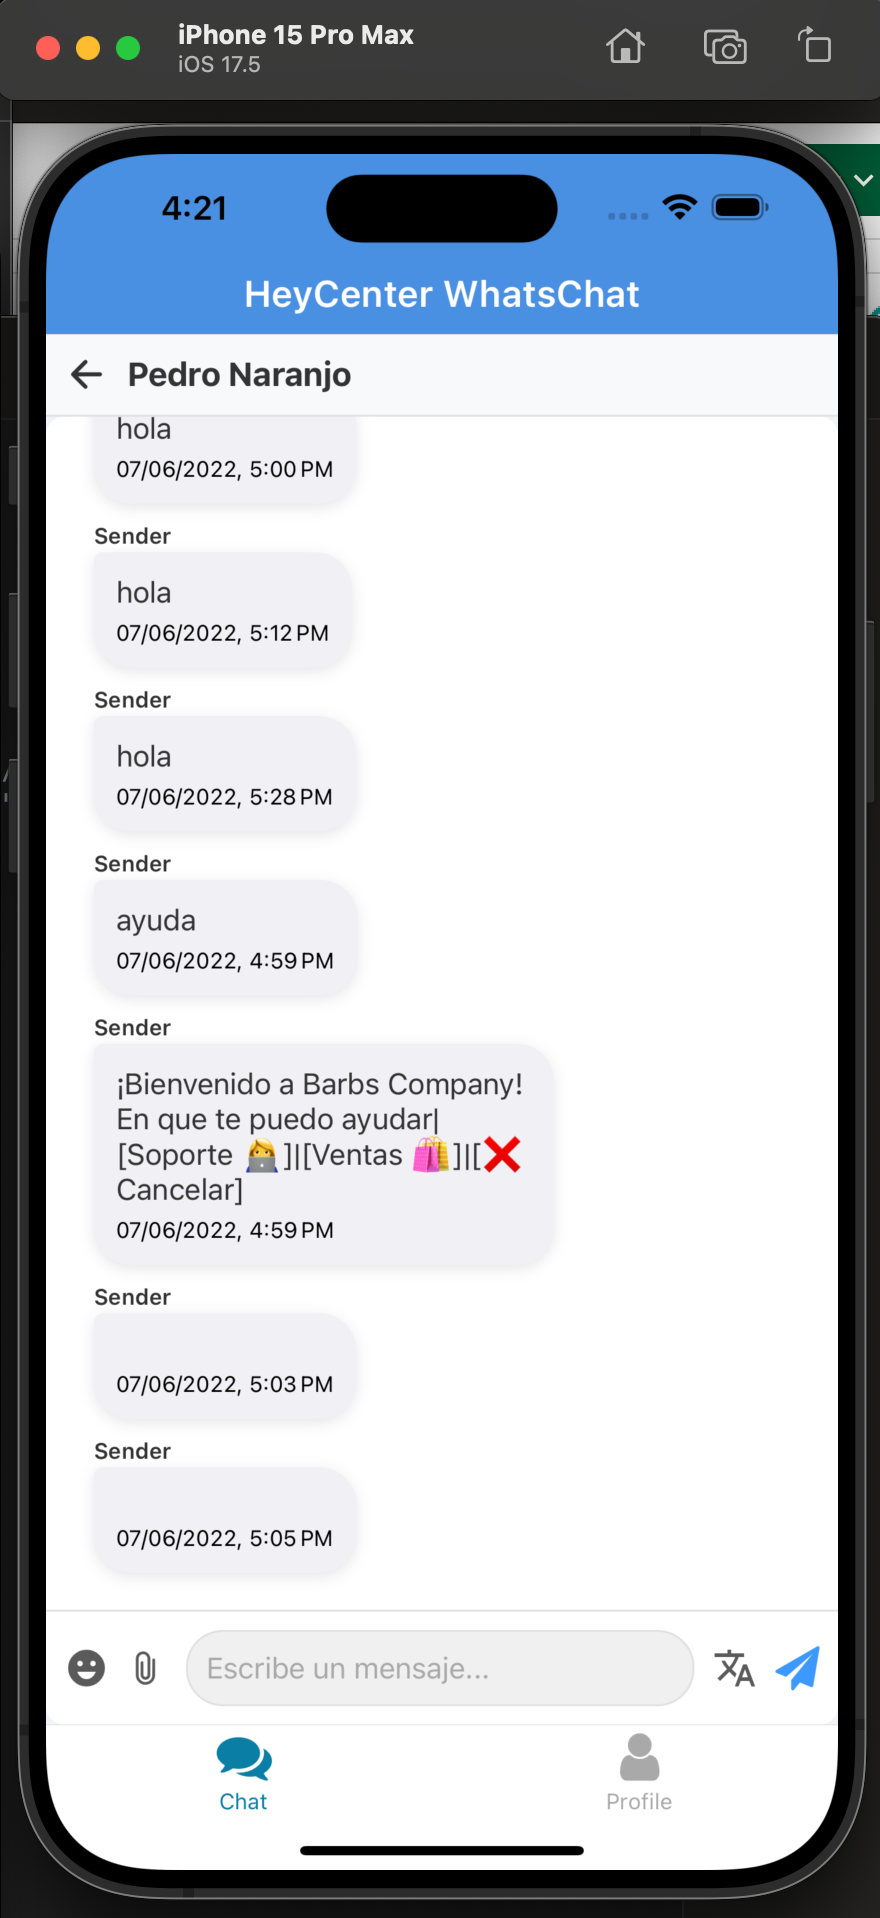 iPhone 15 Pro Max
iOS 17.5
4:21
HeyCenter WhatsChat
Pedro Naranjo
hola
07/06/2022, 5:00 PM
Sender
hola
07/06/2022, 5:12 PM
Sender
hola
07/06/2022, 5:28 PM
Sender
ayuda
07/06/2022, 4:59 PM
Sender
¡Bienvenido a Barbs Company!
En que te puedo ayudar|
[Soporte 👩‍💻]|[Ventas 🛍️]|[❌
Cancelar]
07/06/2022, 4:59 PM
Sender
07/06/2022, 5:03 PM
Sender
07/06/2022, 5:05 PM
Escribe un mensaje...
Chat
Profile